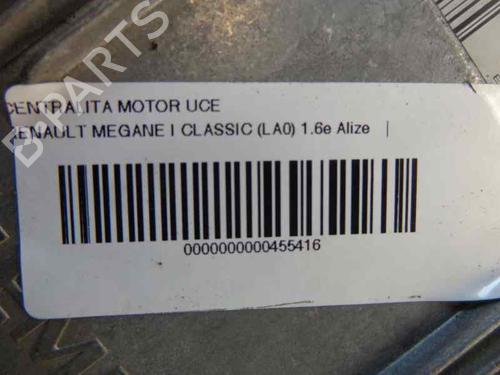 CENTRALITA MOTOR UCE
RENAULT MEGANE I CLASSIC (LA0) 1.6e Alize |
0000000000455416
B-PARTS